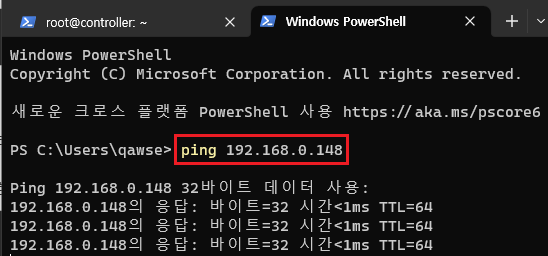 root@controller: ~
Windows PowerShell
Windows PowerShell
Copyright (C) Microsoft Corporation. All rights reserved.
새로운 크로스 플랫폼 PowerShell 사용 https://aka.ms/pscore6
PS C:\Users\qawse> ping 192.168.0.148
Ping 192.168.0.148 32바이트 데이터 사용:
192.168.0.148의 응답: 바이트=32 시간<1ms TTL=64
192.168.0.148의 응답: 바이트=32 시간<1ms TTL=64
192.168.0.148의 응답: 바이트=32 시간<1ms TTL=64